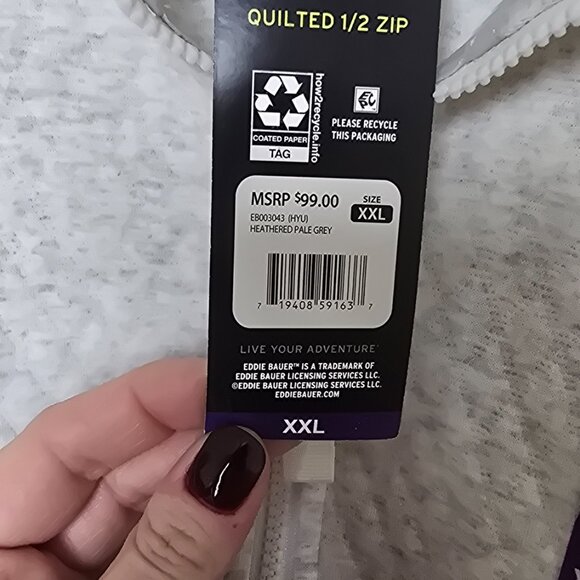 QUILTED 1/2 ZIP
how2recycle.info
COATED PAPER
TAG
PLEASE RECYCLE
THIS PACKAGING
MSRP $99.00
SIZE
XXL
EB003043 (HYU)
HEATHERED PALE GREY
7 19408 59163 7
LIVE YOUR ADVENTURE
EDDIE BAUER™ IS A TRADEMARK OF
EDDIE BAUER LICENSING SERVICES LLC.
©EDDIE BAUER LICENSING SERVICES LLC.
EDDIEBAUER.COM
XXL